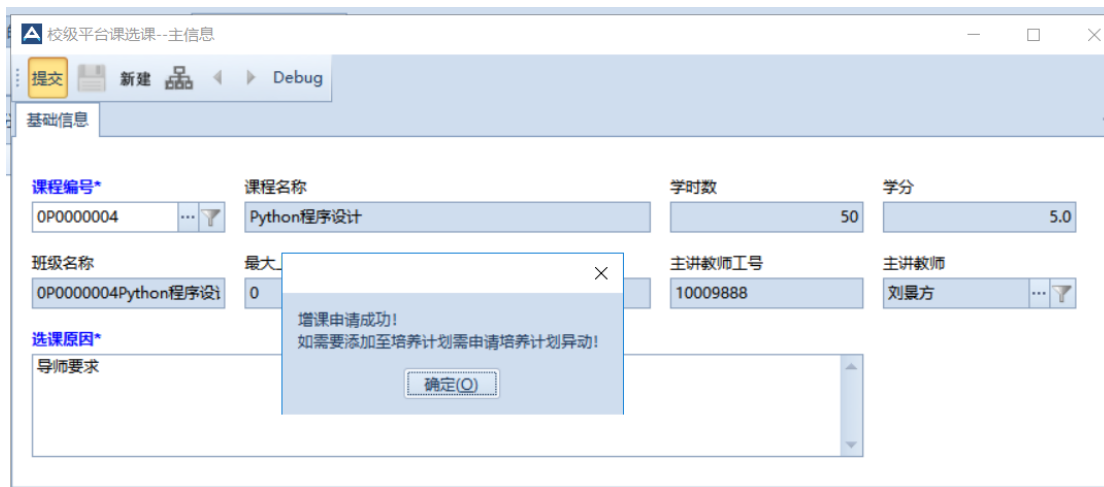 校级平台课选课--主信息
提交 新建 Debug
基础信息
课程编号* 课程名称 学时数 学分
0P0000004 ··· Python程序设计 50 5.0
班级名称 最大 主讲教师工号 主讲教师
0P0000004Python程序设 0 10009888 刘景方 ···
增课申请成功!
如需要添加至培养计划需申请培养计划异动!
确定(O)
选课原因*
导师要求